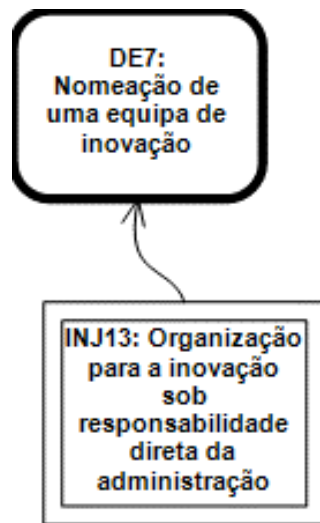 DE7:
Nomeação de
uma equipa de
inovação
INJ13: Organização
para a inovação
sob
responsabilidade
direta da
administração